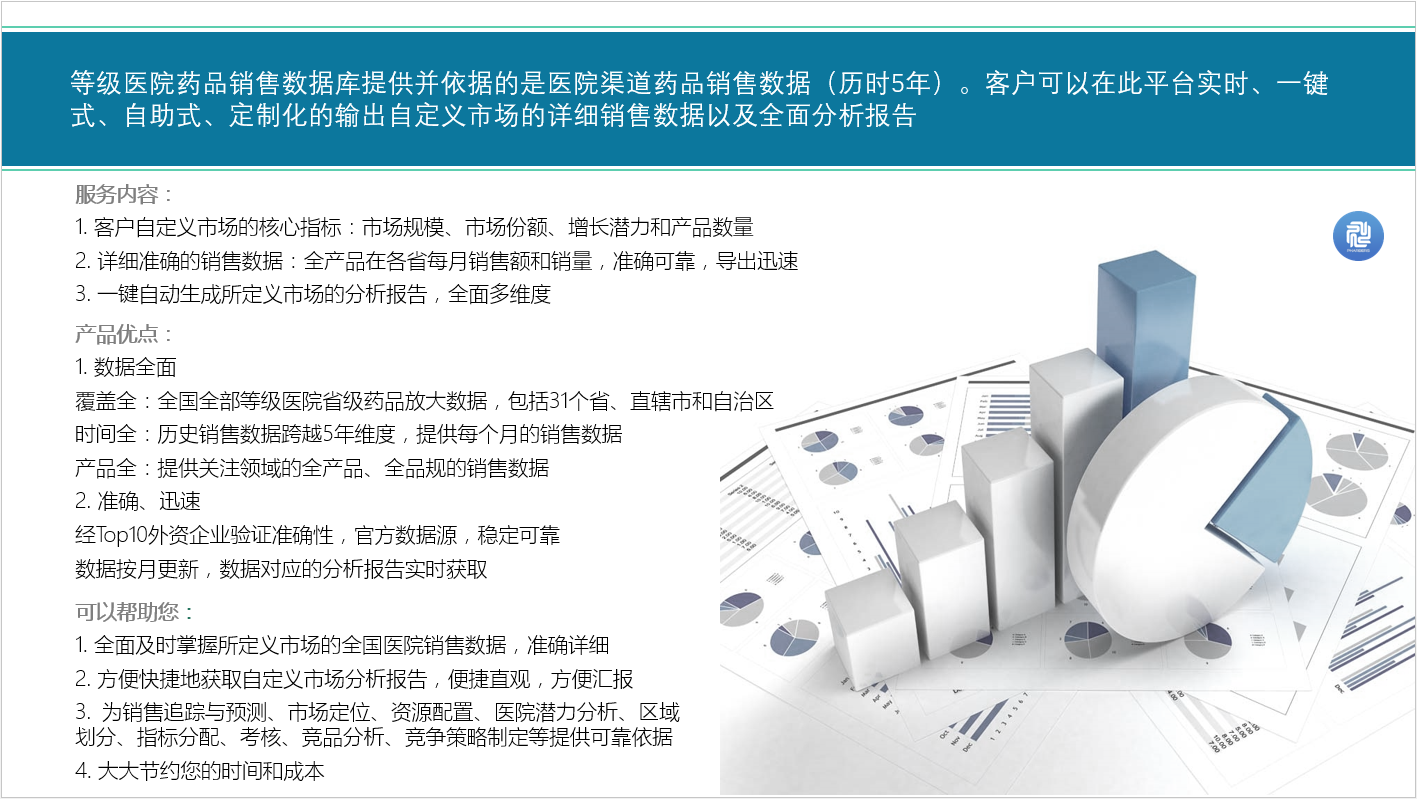 等级医院药品销售数据库提供并依据的是医院渠道药品销售数据（历时5年）。客户可以在此平台实时、一键
式、自助式、定制化的输出自定义市场的详细销售数据以及全面分析报告
服务内容：
1. 客户自定义市场的核心指标：市场规模、市场份额、增长潜力和产品数量
2. 详细准确的销售数据：全产品在各省每月销售额和销量，准确可靠，导出迅速
3. 一键自动生成所定义市场的分析报告，全面多维度
产品优点：
1. 数据全面
覆盖全：全国全部等级医院省级药品放大数据，包括31个省、直辖市和自治区
时间全：历史销售数据跨越5年维度，提供每个月的销售数据
产品全：提供关注领域的全产品、全品规的销售数据
2. 准确、迅速
经Top10外资企业验证准确性，官方数据源，稳定可靠
数据按月更新，数据对应的分析报告实时获取
可以帮助您：
1. 全面及时掌握所定义市场的全国医院销售数据，准确详细
2. 方便快捷地获取自定义市场分析报告，便捷直观，方便汇报
3. 为销售追踪与预测、市场定位、资源配置、医院潜力分析、区域
划分、指标分配、考核、竞品分析、竞争策略制定等提供可靠依据
4. 大大节约您的时间和成本